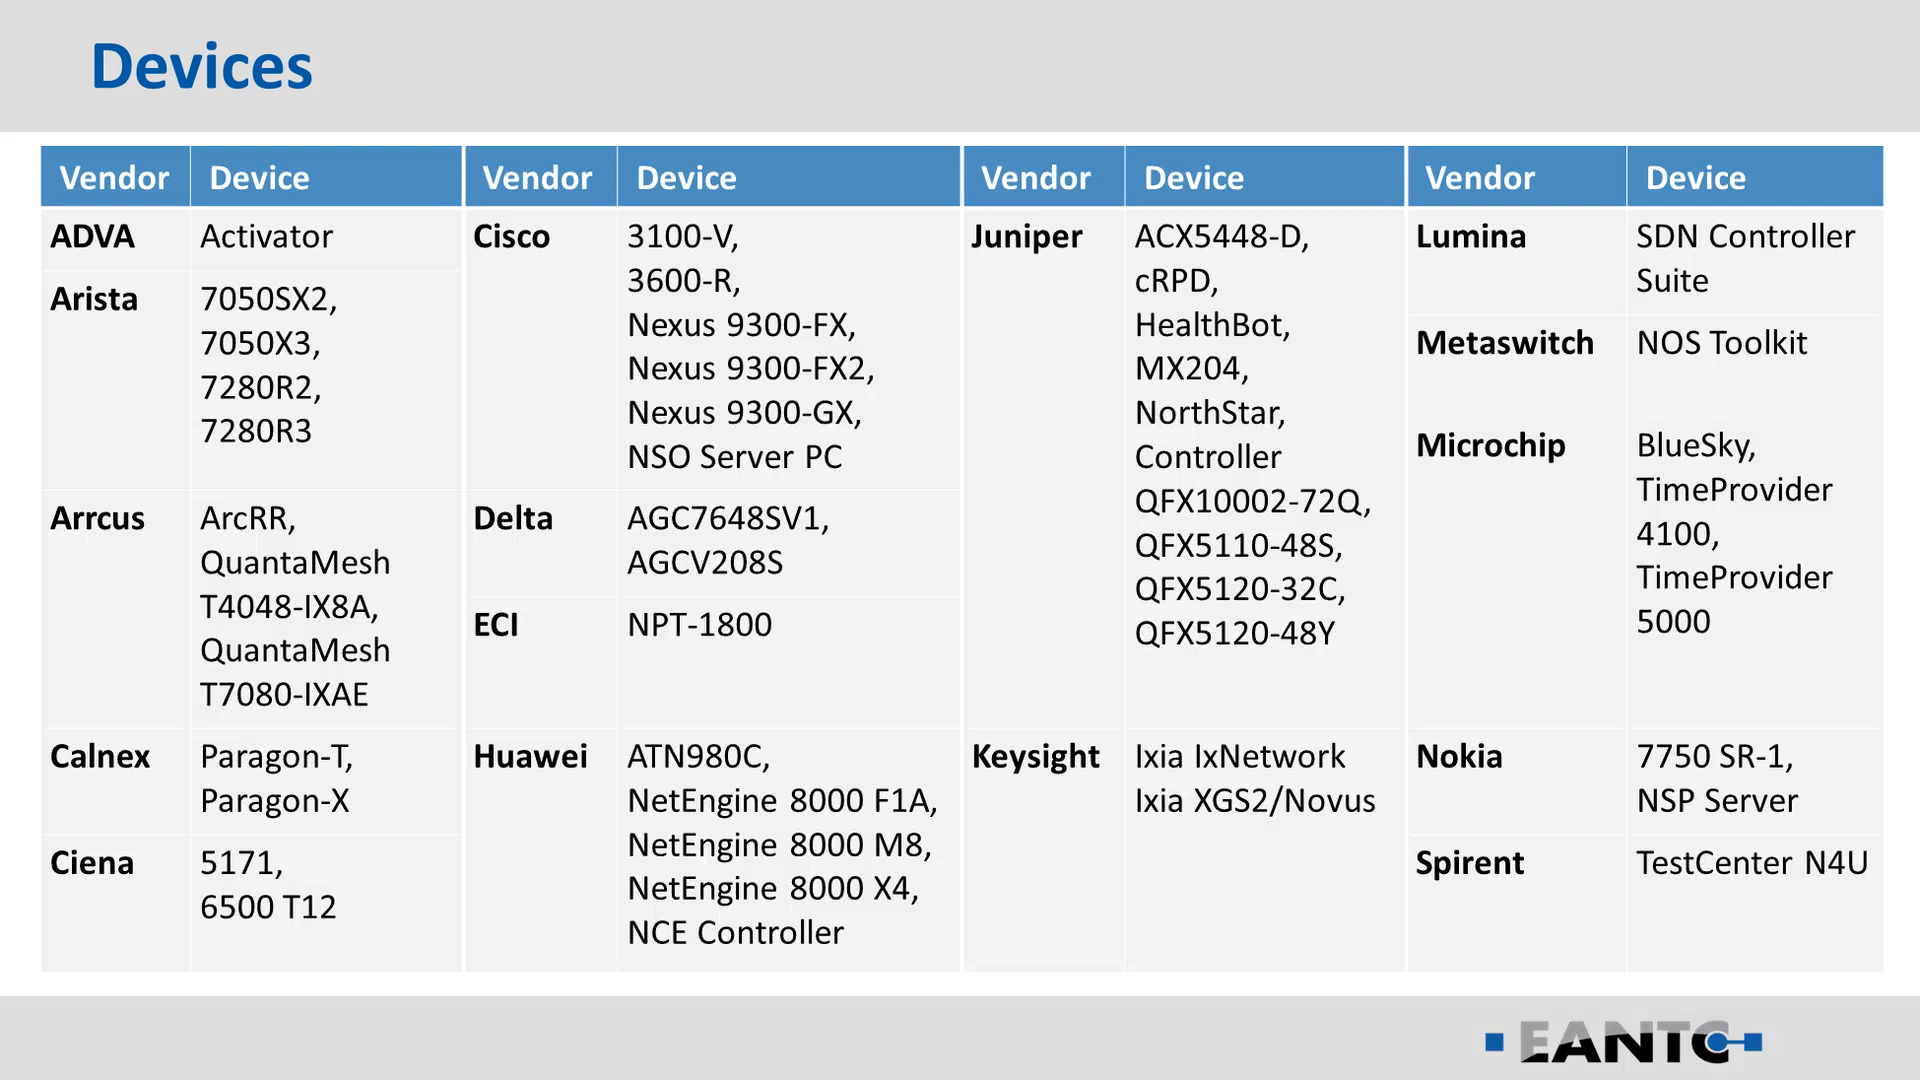 Devices
Vendor Device
ADVA Activator
Arista 7050SX2,
7050X3,
7280R2,
7280R3
Arrcus ArcRR,
QuantaMesh
T4048-IX8A,
QuantaMesh
T7080-IXAE
Calnex Paragon-T,
Paragon-X
Ciena 5171,
6500 T12
Vendor Device
Cisco 3100-V,
3600-R,
Nexus 9300-FX,
Nexus 9300-FX2,
Nexus 9300-GX,
NSO Server PC
Delta AGC7648SV1,
AGCV208S
ECI NPT-1800
Huawei ATN980C,
NetEngine 8000 F1A,
NetEngine 8000 M8,
NetEngine 8000 X4,
NCE Controller
Vendor Device
Juniper ACX5448-D,
cRPD,
HealthBot,
MX204,
NorthStar,
Controller
QFX10002-72Q,
QFX5110-48S,
QFX5120-32C,
QFX5120-48Y
Keysight Ixia IxNetwork
Ixia XGS2/Novus
Vendor Device
Lumina SDN Controller
Suite
Metaswitch NOS Toolkit
Microchip BlueSky,
TimeProvider
4100,
TimeProvider
5000
Nokia 7750 SR-1,
NSP Server
Spirent TestCenter N4U
EANTC